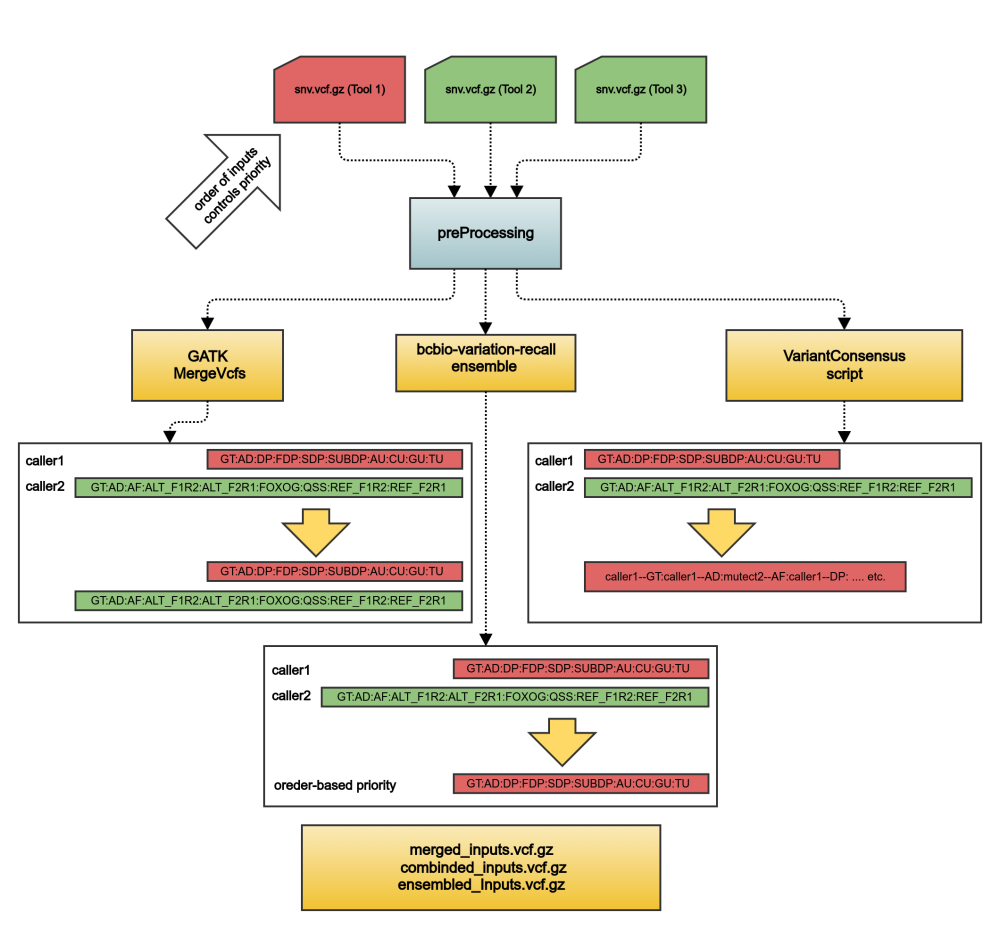 snv.vcf.gz (Tool 1)
snv.vcf.gz (Tool 2)
snv.vcf.gz (Tool 3)
order of inputs
controls priority
preProcessing
GATK
MergeVcfs
bcbio-variation-recall
ensemble
VariantConsensus
script
caller1
GT:AD:DP:FDP:SDP:SUBDP:AU:CU:GU:TU
caller2
GT:AD:AF:ALT_F1R2:ALT_F2R1:FOXOG:QSS:REF_F1R2:REF_F2R1
GT:AD:DP:FDP:SDP:SUBDP:AU:CU:GU:TU
GT:AD:AF:ALT_F1R2:ALT_F2R1:FOXOG:QSS:REF_F1R2:REF_F2R1
caller1
GT:AD:DP:FDP:SDP:SUBDP:AU:CU:GU:TU
caller2
GT:AD:AF:ALT_F1R2:ALT_F2R1:FOXOG:QSS:REF_F1R2:REF_F2R1
caller1--GT:caller1--AD:mutect2--AF:caller1--DP: .... etc.
caller1
GT:AD:DP:FDP:SDP:SUBDP:AU:CU:GU:TU
caller2
GT:AD:AF:ALT_F1R2:ALT_F2R1:FOXOG:QSS:REF_F1R2:REF_F2R1
oreder-based priority
GT:AD:DP:FDP:SDP:SUBDP:AU:CU:GU:TU
merged_inputs.vcf.gz
combinded_inputs.vcf.gz
ensembled_Inputs.vcf.gz